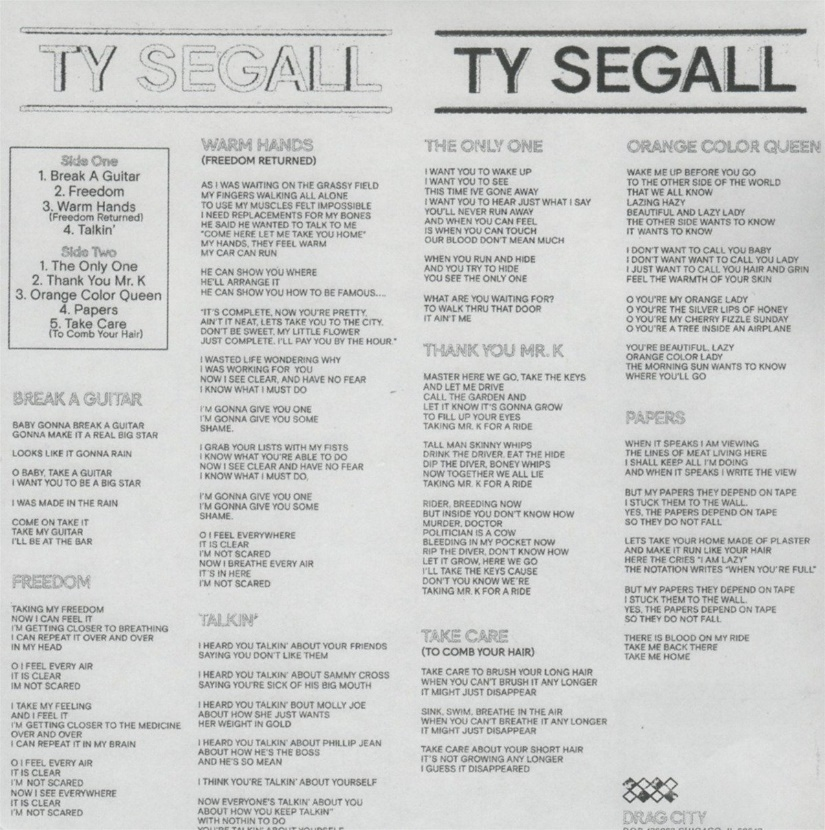 TY SEGALL
TY SEGALL
Side One
1. Break A Guitar
2. Freedom
3. Warm Hands
(Freedom Returned)
4. Talkin'
Side Two
1. The Only One
2. Thank You Mr. K
3. Orange Color Queen
4. Papers
5. Take Care
(To Comb Your Hair)
BREAK A GUITAR
BABY GONNA BREAK A GUITAR
GONNA MAKE IT A REAL BIG STAR
LOOKS LIKE IT GONNA RAIN
O BABY, TAKE A GUITAR
I WANT YOU TO BE A BIG STAR
I WAS MADE IN THE RAIN
COME ON TAKE IT
TAKE MY GUITAR
I'LL BE AT THE BAR
FREEDOM
TAKING MY FREEDOM
NOW I CAN FEEL IT
I'M GETTING CLOSER TO BREATHING
I CAN REPEAT IT OVER AND OVER
IN MY HEAD
O I FEEL EVERY AIR
IT IS CLEAR
IM NOT SCARED
I TAKE MY FEELING
AND I FEEL IT
I'M GETTING CLOSER TO THE MEDICINE
OVER AND OVER
I CAN REPEAT IT IN MY BRAIN
O I FEEL EVERY AIR
IT IS CLEAR
I'M NOT SCARED
NOW I SEE EVERYWHERE
IT IS CLEAR
I'M NOT SCARED
WARM HANDS
(FREEDOM RETURNED)
AS I WAS WAITING ON THE GRASSY FIELD
MY FINGERS WALKING ALL ALONE
TO USE MY MUSCLES FELT IMPOSSIBLE
I NEED REPLACEMENTS FOR MY BONES
HE SAID HE WANTED TO TALK TO ME
"COME HERE LET ME TAKE YOU HOME"
MY HANDS, THEY FEEL WARM
MY CAR CAN RUN
HE CAN SHOW YOU WHERE
HE'LL ARRANGE IT
HE CAN SHOW YOU HOW TO BE FAMOUS....
"IT'S COMPLETE, NOW YOU'RE PRETTY.
AIN'T IT NEAT, LETS TAKE YOU TO THE CITY.
DON'T BE SWEET, MY LITTLE FLOWER
JUST COMPLETE. I'LL PAY YOU BY THE HOUR."
I WASTED LIFE WONDERING WHY
I WAS WORKING FOR YOU
NOW I SEE CLEAR, AND HAVE NO FEAR
I KNOW WHAT I MUST DO
I'M GONNA GIVE YOU ONE
I'M GONNA GIVE YOU SOME
SHAME.
I GRAB YOUR LISTS WITH MY FISTS
I KNOW WHAT YOU'RE ABLE TO DO
NOW I SEE CLEAR AND HAVE NO FEAR
I KNOW WHAT I MUST DO.
I'M GONNA GIVE YOU ONE
I'M GONNA GIVE YOU SOME
SHAME.
O I FEEL EVERYWHERE
IT IS CLEAR
I'M NOT SCARED
NOW I BREATHE EVERY AIR
IT'S IN HERE
I'M NOT SCARED
TALKIN'
I HEARD YOU TALKIN' ABOUT YOUR FRIENDS
SAYING YOU DON'T LIKE THEM
I HEARD YOU TALKIN' ABOUT SAMMY CROSS
SAYING YOU'RE SICK OF HIS BIG MOUTH
I HEARD YOU TALKIN' BOUT MOLLY JOE
ABOUT HOW SHE JUST WANTS
HER WEIGHT IN GOLD
I HEARD YOU TALKIN' ABOUT PHILLIP JEAN
ABOUT HOW HE'S THE BOSS
AND HE'S SO MEAN
I THINK YOU'RE TALKIN' ABOUT YOURSELF
NOW EVERYONE'S TALKIN' ABOUT YOU
ABOUT HOW YOU KEEP TALKIN"
WITH NOTHIN TO DO
YOU'RE TALKIN' ABOUT YOURSELF
THE ONLY ONE
I WANT YOU TO WAKE UP
I WANT YOU TO SEE
THIS TIME IVE GONE AWAY
I WANT YOU TO HEAR JUST WHAT I SAY
YOU'LL NEVER RUN AWAY
AND WHEN YOU CAN FEEL
IS WHEN YOU CAN TOUCH
OUR BLOOD DON'T MEAN MUCH
WHEN YOU RUN AND HIDE
AND YOU TRY TO HIDE
YOU SEE THE ONLY ONE
WHAT ARE YOU WAITING FOR?
TO WALK THRU THAT DOOR
IT AIN'T ME
THANK YOU MR. K
MASTER HERE WE GO, TAKE THE KEYS
AND LET ME DRIVE
CALL THE GARDEN AND
LET IT KNOW IT'S GONNA GROW
TO FILL UP YOUR EYES
TAKING MR. K FOR A RIDE
TALL MAN SKINNY WHIPS
DRINK THE DRIVER, EAT THE HIDE
DIP THE DIVER, BONEY WHIPS
NOW TOGETHER WE ALL LIE
TAKING MR. K FOR A RIDE
RIDER, BREEDING NOW
BUT INSIDE YOU DON'T KNOW HOW
MURDER, DOCTOR
POLITICIAN IS A COW
BLEEDING IN MY POCKET NOW
RIP THE DIVER, DON'T KNOW HOW
LET IT GROW, HERE WE GO
I'LL TAKE THE KEYS CAUSE
DON'T YOU KNOW WE'RE
TAKING MR. K FOR A RIDE
TAKE CARE
(TO COMB YOUR HAIR)
TAKE CARE TO BRUSH YOUR LONG HAIR
WHEN YOU CAN'T BRUSH IT ANY LONGER
IT MIGHT JUST DISAPPEAR
SINK, SWIM, BREATHE IN THE AIR
WHEN YOU CAN'T BREATHE IT ANY LONGER
IT MIGHT JUST DISAPPEAR
TAKE CARE ABOUT YOUR SHORT HAIR
IT'S NOT GROWING ANY LONGER
I GUESS IT DISAPPEARED
ORANGE COLOR QUEEN
WAKE ME UP BEFORE YOU GO
TO THE OTHER SIDE OF THE WORLD
THAT WE ALL KNOW
LAZING HAZY
BEAUTIFUL AND LAZY LADY
THE OTHER SIDE WANTS TO KNOW
IT WANTS TO KNOW
I DON'T WANT TO CALL YOU BABY
I DON'T WANT WANT TO CALL YOU LADY
I JUST WANT TO CALL YOU HAIR AND GRIN
FEEL THE WARMTH OF YOUR SKIN
O YOU'RE MY ORANGE LADY
O YOU'RE THE SILVER LIPS OF HONEY
O YOU'RE MY CHERRY FIZZLE SUNDAY
O YOU'RE A TREE INSIDE AN AIRPLANE
YOU'RE BEAUTIFUL, LAZY
ORANGE COLOR LADY
THE MORNING SUN WANTS TO KNOW
WHERE YOU'LL GO
PAPERS
WHEN IT SPEAKS I AM VIEWING
THE LINES OF MEAT LIVING HERE
I SHALL KEEP ALL I'M DOING
AND WHEN IT SPEAKS I WRITE THE VIEW
BUT MY PAPERS THEY DEPEND ON TAPE
I STUCK THEM TO THE WALL.
YES, THE PAPERS DEPEND ON TAPE
SO THEY DO NOT FALL
LETS TAKE YOUR HOME MADE OF PLASTER
AND MAKE IT RUN LIKE YOUR HAIR
HERE THE CRIES "I AM LAZY"
THE NOTATION WRITES "WHEN YOU'RE FULL"
BUT MY PAPERS THEY DEPEND ON TAPE
I STUCK THEM TO THE WALL.
YES, THE PAPERS DEPEND ON TAPE
SO THEY DO NOT FALL
THERE IS BLOOD ON MY RIDE
TAKE ME BACK THERE
TAKE ME HOME
DRAG CITY